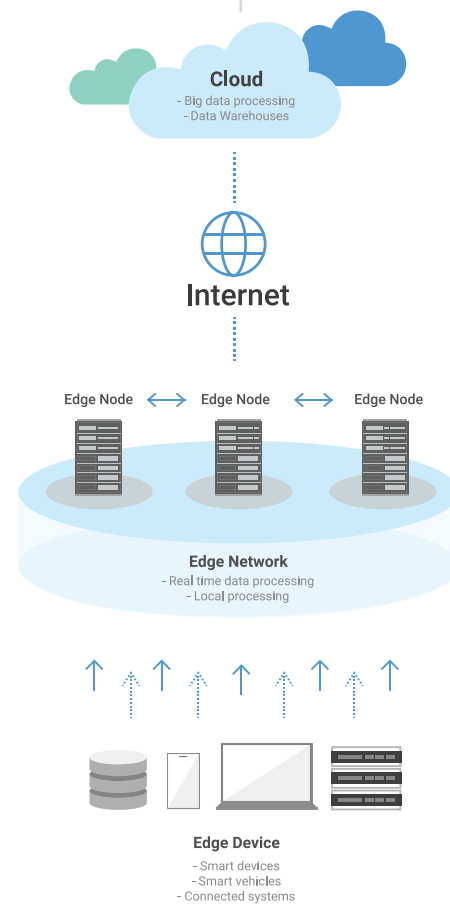 Cloud
- Big data processing
- Data Warehouses
Internet
Edge Node
Edge Node
Edge Node
Edge Network
- Real time data processing
- Local processing
Edge Device
- Smart devices
- Smart vehicles
- Connected systems